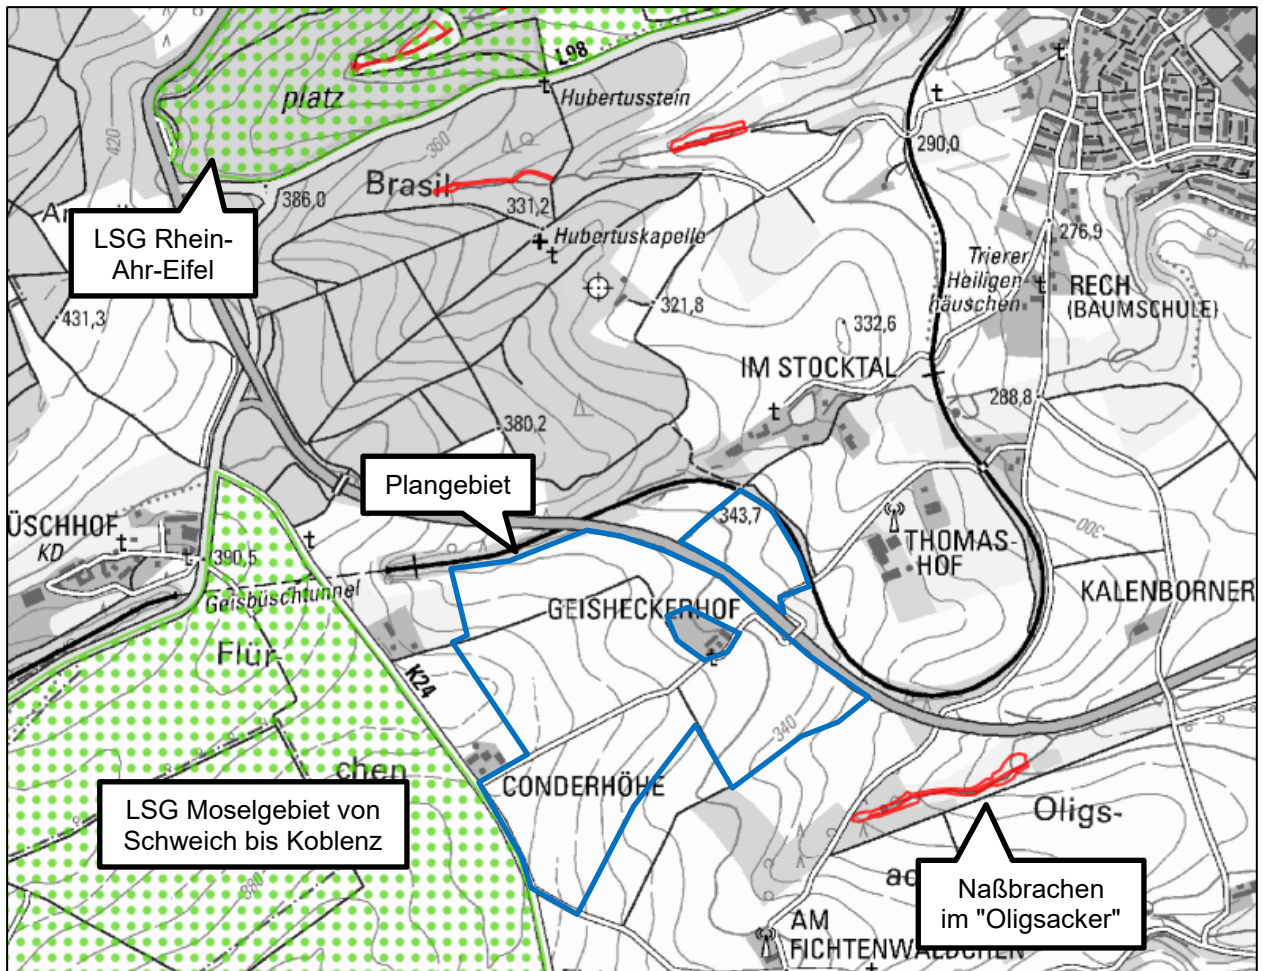 L98
platz
Hubertusstein
420
360
290,0
Brasil
386,0
331,2
Hubertuskapelle
276,9
LSG Rhein-
Ahr-Eifel
Trierer
Heiligen-
häuschen
RECH
(BAUMSCHULE)
431,3
321,8
332,6
IM STOCKTAL
288,8
380,2
Plangebiet
343,7
ÜSCHHOF
KD
390,5
THOMAS-
HOF
300
Geisbüschtunnel
GEISHECKERHOF
KALENBORNER
Flür-
K24
340
chen
CONDERHÖHE
LSG Moselgebiet von
Schweich bis Koblenz
Oligs-
380
ac
Naßbrachen
im "Oligsacker"
AM
FICHTENWÄLDCHEN